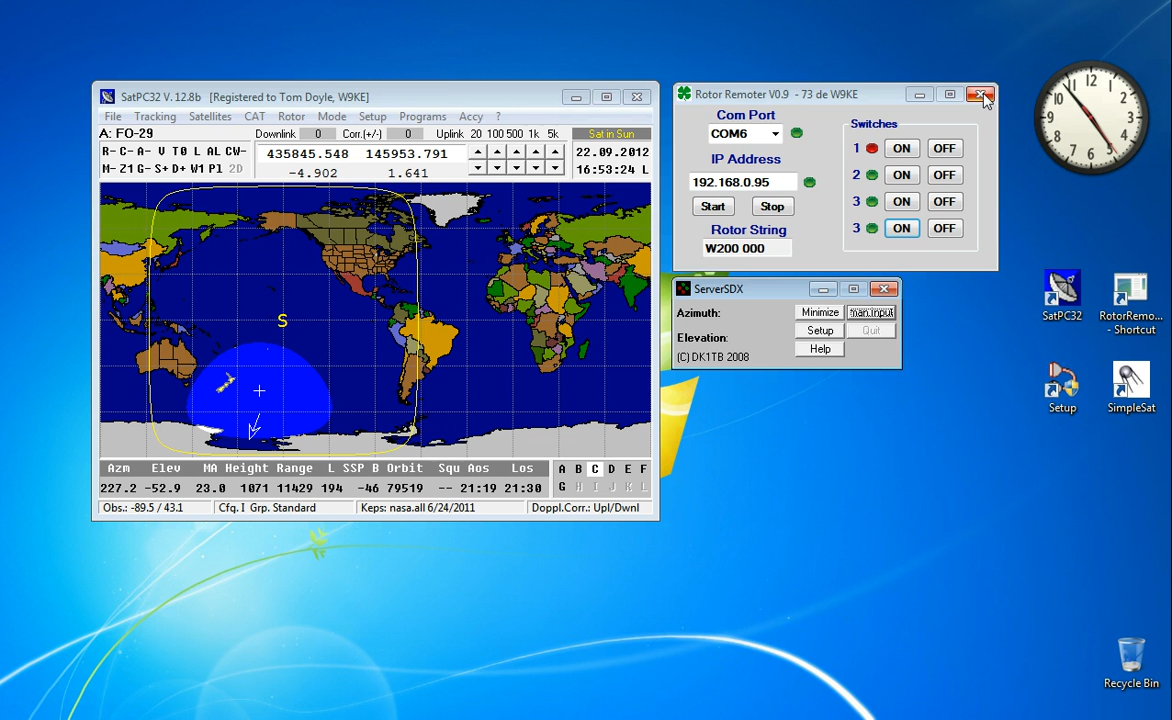 SatPC32 V. 12.8b [Registered to Tom Doyle, W9KE]
File Tracking Satellites CAT Rotor Mode Setup Programs Accy ?
A: FO-29 Downlink 0 Corr.(+/-) 0 Uplink 20 100 500 1k 5k Sat in Sun
R- C- A- V T0 L AL CW-
435845.548 145953.791
22.09.2012
M- Z1 G- S+ D+ W1 P1 2D
-4.902 1.641
16:53:24 L
S
Azm Elev MA Height Range L SSP B Orbit Squ Aos Los
227.2 -52.9 23.0 1071 11429 194 -46 79519 -- 21:19 21:30
A B C D E F
G H I J K L
Obs.: -89.5 / 43.1 Cfg. I Grp. Standard Keps: nasa.all 6/24/2011 Doppl.Corr.: Upl/Dwnl
Rotor Remoter V0.9 - 73 de W9KE
Com Port
COM6
IP Address
192.168.0.95
Start Stop
Rotor String
W200 000
Switches
1 ON OFF
2 ON OFF
3 ON OFF
3 ON OFF
ServerSDX
Azimuth:
Elevation:
(C) DK1TB 2008
Minimize man.input
Setup Quit
Help
12
1
2
3
4
5
6
7
8
9
10
11
SatPC32
RotorRemo...
- Shortcut
Setup
SimpleSat
Recycle Bin